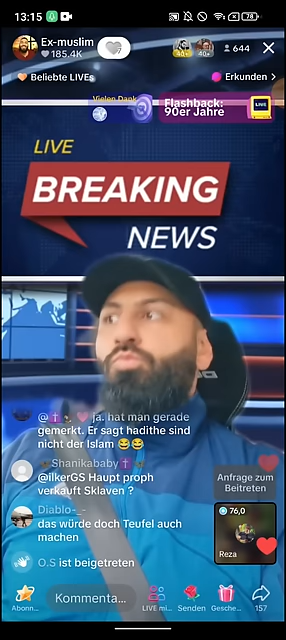 13:15
78
Ex-muslim
185.4K
40+
40+
644
Beliebte LIVEs
Erkunden >
Vielen Dank
Flashback:
90er Jahre
LIVE
LIVE
BREAKING
NEWS
ja. hat man gerade
gemerkt. Er sagt hadithe sind
nicht der Islam 😂😂
Shanikababy
@ilkerGS Haupt proph
verkauft Sklaven ?
Anfrage zum
Beitreten
Diablo-_-
das würde doch Teufel auch
machen
76,0
Reza
O.S ist beigetreten
Kommenta...
Abonn...
LIVE mi...
Senden
Gesche...
157